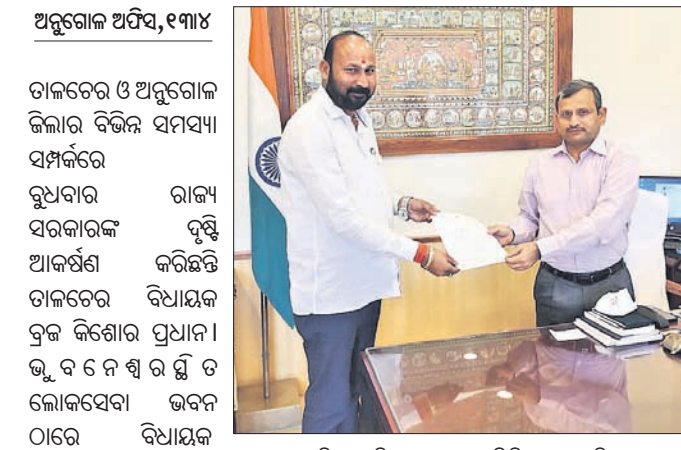 ଅନୁଗୋଳ ଅଫିସ,୧୩।୪
ତାଳଚେର ଓ ଅନୁଗୋଳ
ଜିଲାର ବିଭିନ୍ନ ସମସ୍ୟା
ସମ୍ପର୍କରେ
ବୁଧବାର ରାଜ୍ୟ
ସରକାରଙ୍କ ଦୃଷ୍ଟି
ଆକର୍ଷଣ କରିଛନ୍ତି
ତାଳଚେର ବିଧାୟକ
ବ୍ରଜ କିଶୋର ପ୍ରଧାନ।
ଭୁବନେଶ୍ୱରସ୍ଥିତ
ଲୋକସେବା ଭବନ
ଠାରେ ବିଧାୟକ